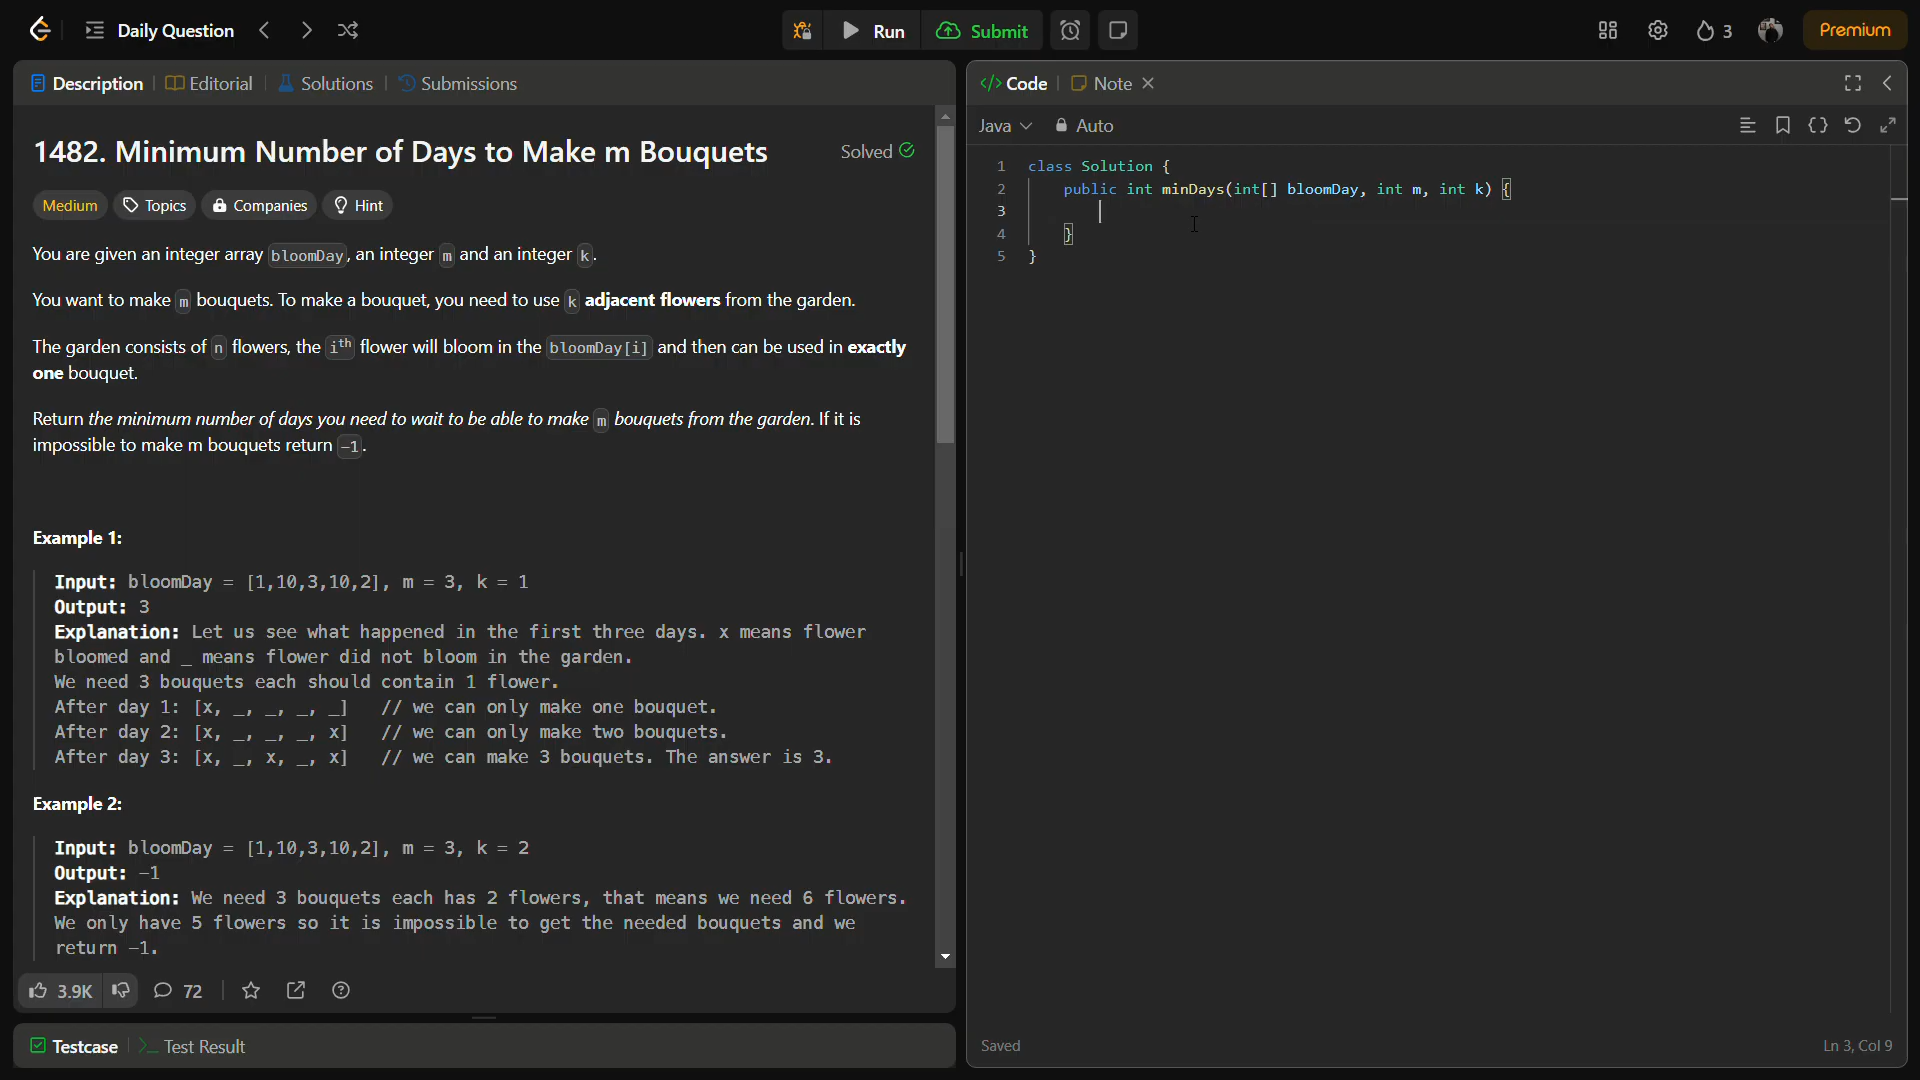 Daily Question
Run
Submit
3
Premium
Description
Editorial
Solutions
Submissions
1482. Minimum Number of Days to Make m Bouquets
Solved
Medium
Topics
Companies
Hint
You are given an integer array bloomDay, an integer m and an integer k.
You want to make m bouquets. To make a bouquet, you need to use k adjacent flowers from the garden.
The garden consists of n flowers, the ith flower will bloom in the bloomDay[i] and then can be used in exactly
one bouquet.
Return the minimum number of days you need to wait to be able to make m bouquets from the garden. If it is
impossible to make m bouquets return -1.
Example 1:
Input: bloomDay = [1,10,3,10,2], m = 3, k = 1
Output: 3
Explanation: Let us see what happened in the first three days. x means flower
bloomed and _ means flower did not bloom in the garden.
We need 3 bouquets each should contain 1 flower.
After day 1: [x, _, _, _, _]   // we can only make one bouquet.
After day 2: [x, _, _, _, x]   // we can only make two bouquets.
After day 3: [x, _, x, _, x]   // we can make 3 bouquets. The answer is 3.
Example 2:
Input: bloomDay = [1,10,3,10,2], m = 3, k = 2
Output: -1
Explanation: We need 3 bouquets each has 2 flowers, that means we need 6 flowers.
We only have 5 flowers so it is impossible to get the needed bouquets and we
return -1.
3.9K
72
Testcase
Test Result
Code
Note
Java
Auto
1 class Solution {
2     public int minDays(int[] bloomDay, int m, int k) {
3
4     }
5 }
Saved
Ln 3, Col 9